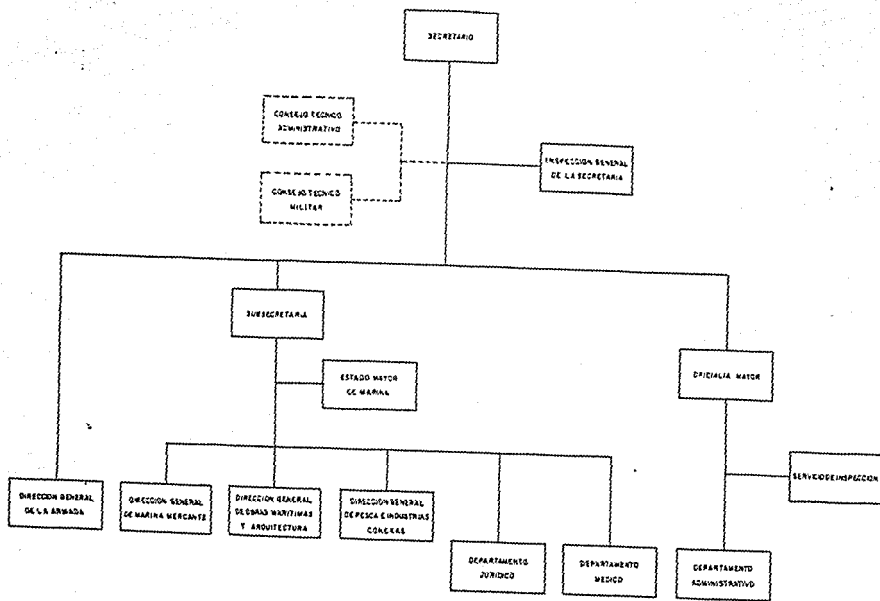 SECRETARIO
CONSEJO TECNICO
ADMINISTRATIVO
INSPECCION GENERAL
DE LA SECRETARIA
CONSEJO TECNICO
MILITAR
SUBSECRETARIA
ESTADO MAYOR
DE MARINA
OFICIALIA MAYOR
SERVICIO DE INSPECCION
DIRECCION GENERAL
DE LA ARMADA
DIRECCION GENERAL
DE MARINA MERCANTE
DIRECCION GENERAL
DE OBRAS MARITIMAS
Y ARQUITECTURA
DIRECCION GENERAL
DE PESCA E INDUSTRIAS
CONEXAS
DEPARTAMENTO
JURIDICO
DEPARTAMENTO
MEDICO
DEPARTAMENTO
ADMINISTRATIVO